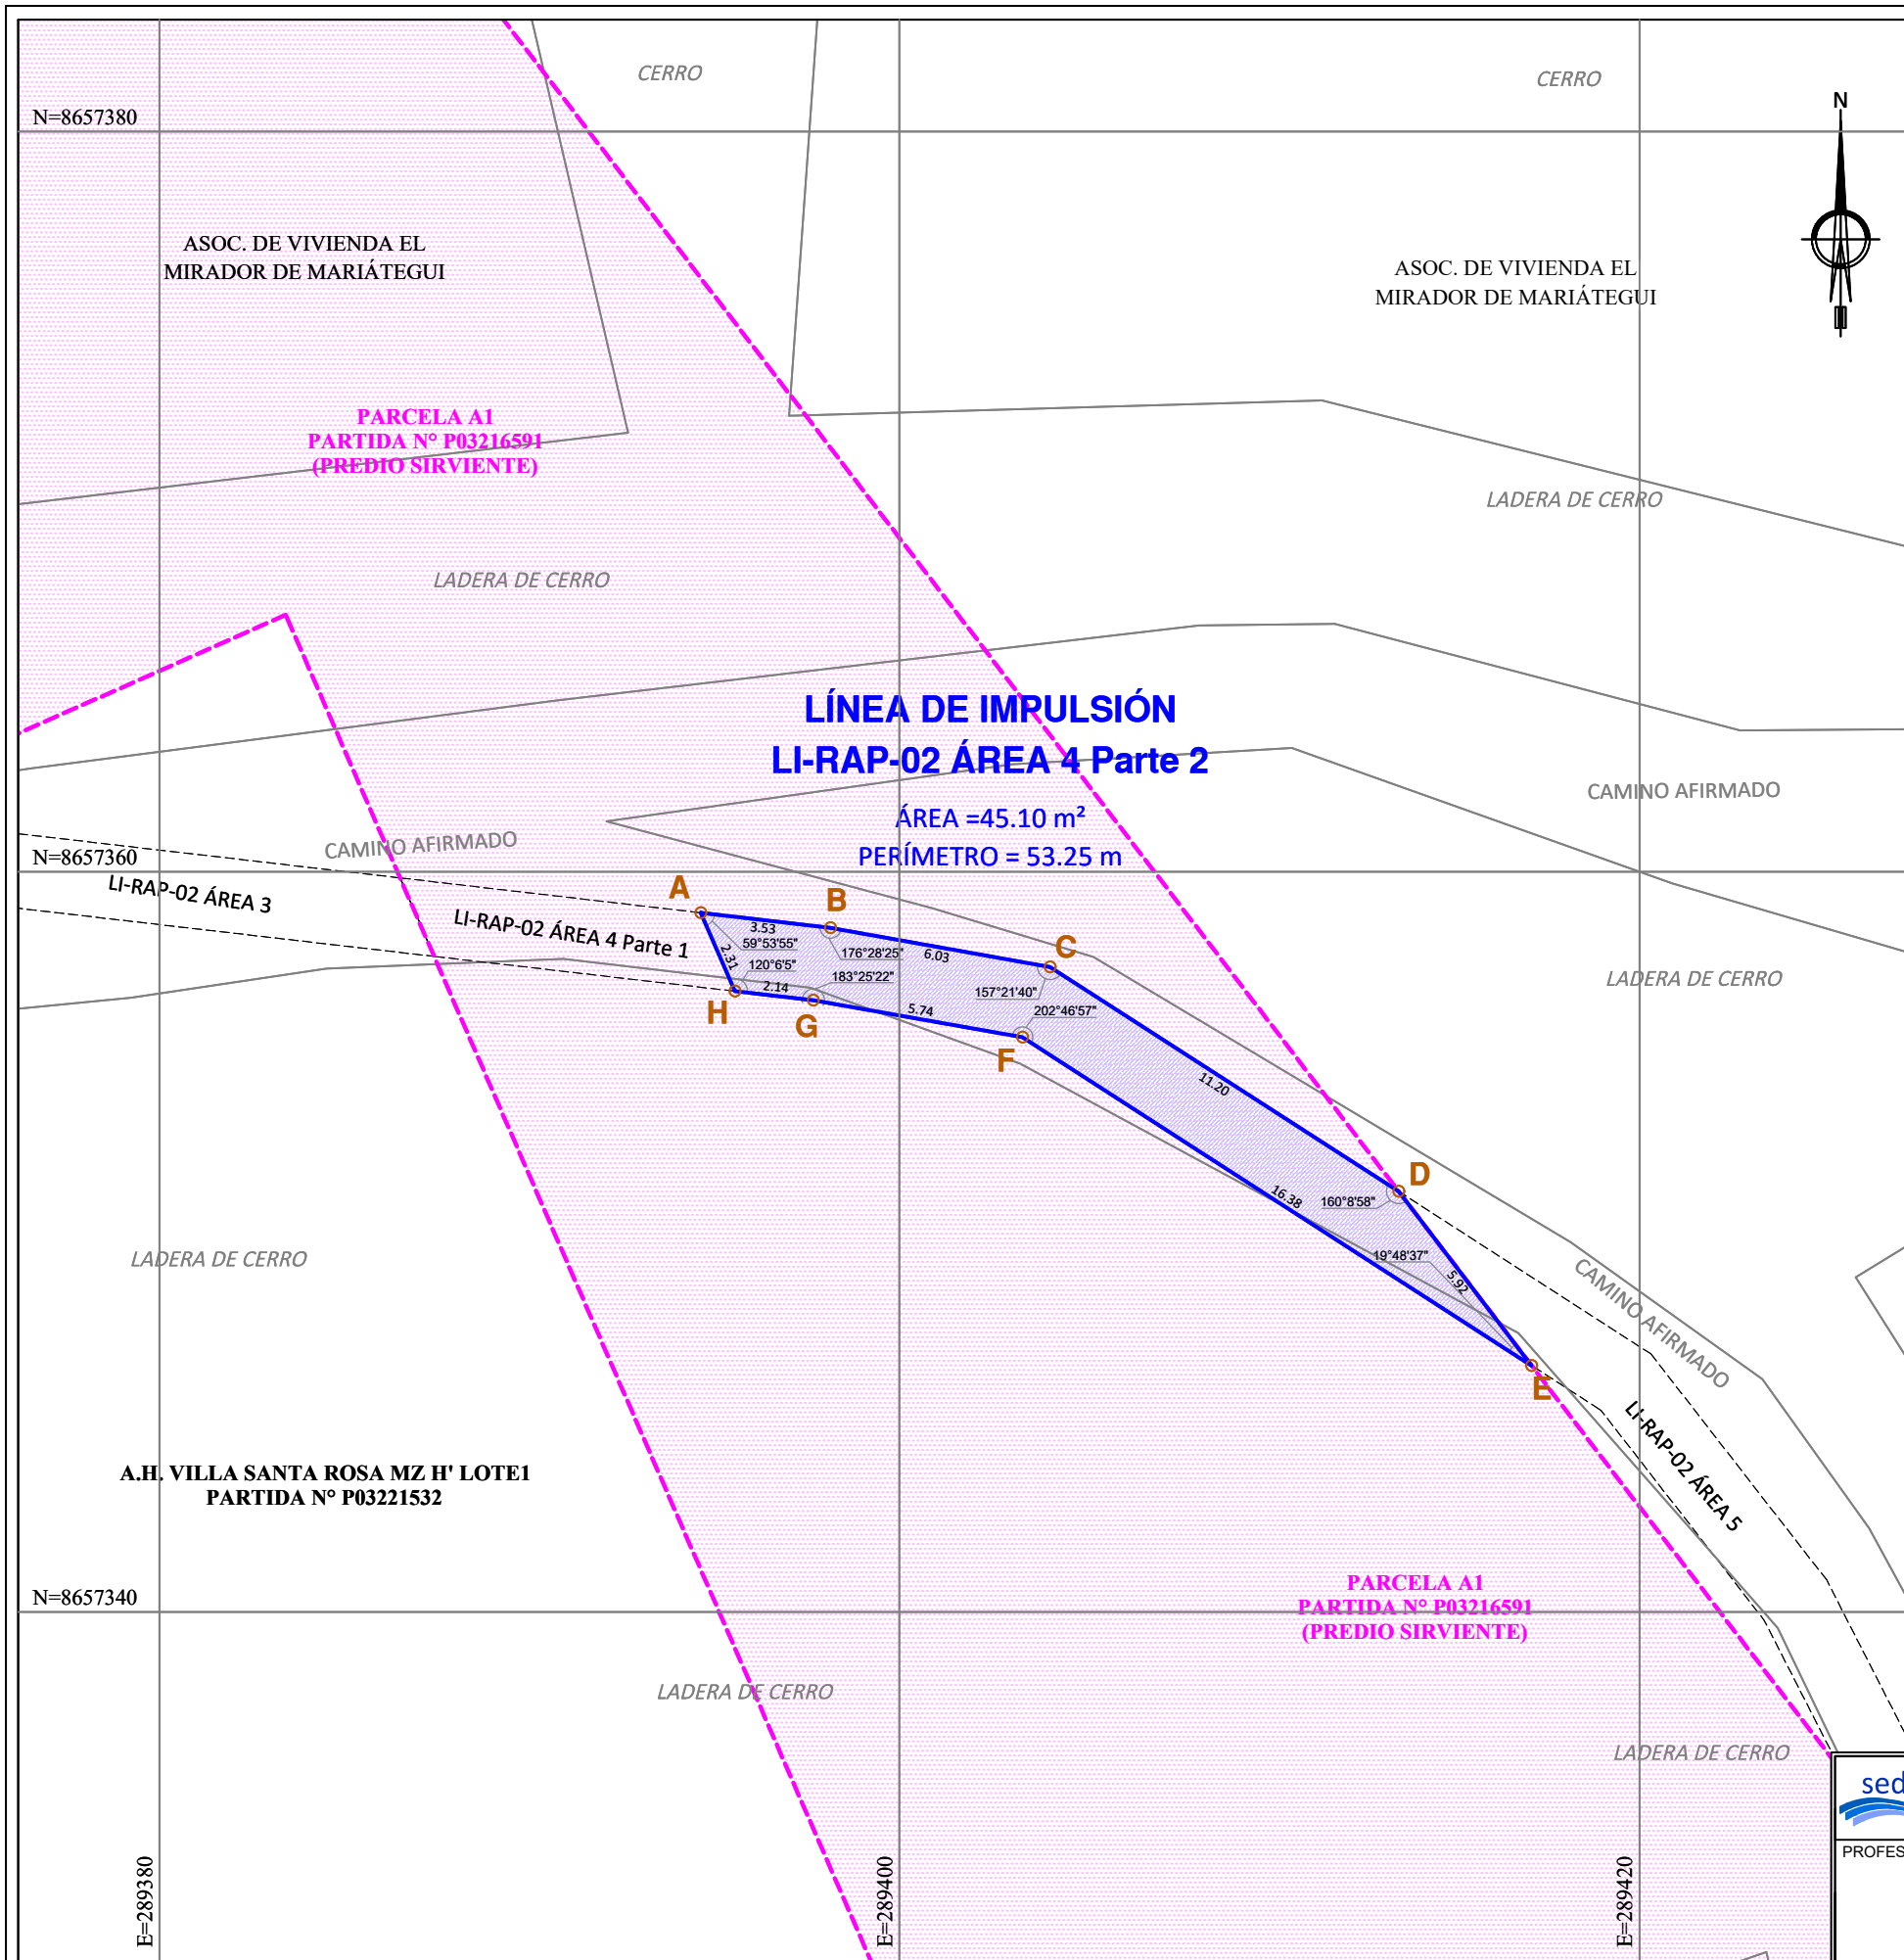 CERRO
CERRO
N
N=8657380
ASOC. DE VIVIENDA EL
MIRADOR DE MARIÁTEGUI
ASOC. DE VIVIENDA EL
MIRADOR DE MARIÁTEGUI
PARCELA A1
PARTIDA N° P03216591
(PREDIO SIRVIENTE)
LADERA DE CERRO
LADERA DE CERRO
LÍNEA DE IMPULSIÓN
LI-RAP-02 ÁREA 4 Parte 2
CAMINO AFIRMADO
ÁREA =45.10 m²
PERÍMETRO = 53.25 m
CAMINO AFIRMADO
N=8657360
LI-RAP-02 ÁREA 3
LI-RAP-02 ÁREA 4 Parte 1
A
B
C
3.53
59°53'55"
176°28'25"
6.03
2.31
120°6'5"
183°25'22"
2.14
157°21'40"
202°46'57"
5.74
H
G
F
LADERA DE CERRO
11.20
D
160°8'58"
16.38
19°48'37"
5.92
E
LADERA DE CERRO
CAMINO AFIRMADO
LI-RAP-02 ÁREA 5
A.H. VILLA SANTA ROSA MZ H' LOTE1
PARTIDA N° P03221532
N=8657340
PARCELA A1
PARTIDA N° P03216591
(PREDIO SIRVIENTE)
LADERA DE CERRO
LADERA DE CERRO
sed
PROFES
E=289380
E=289400
E=289420